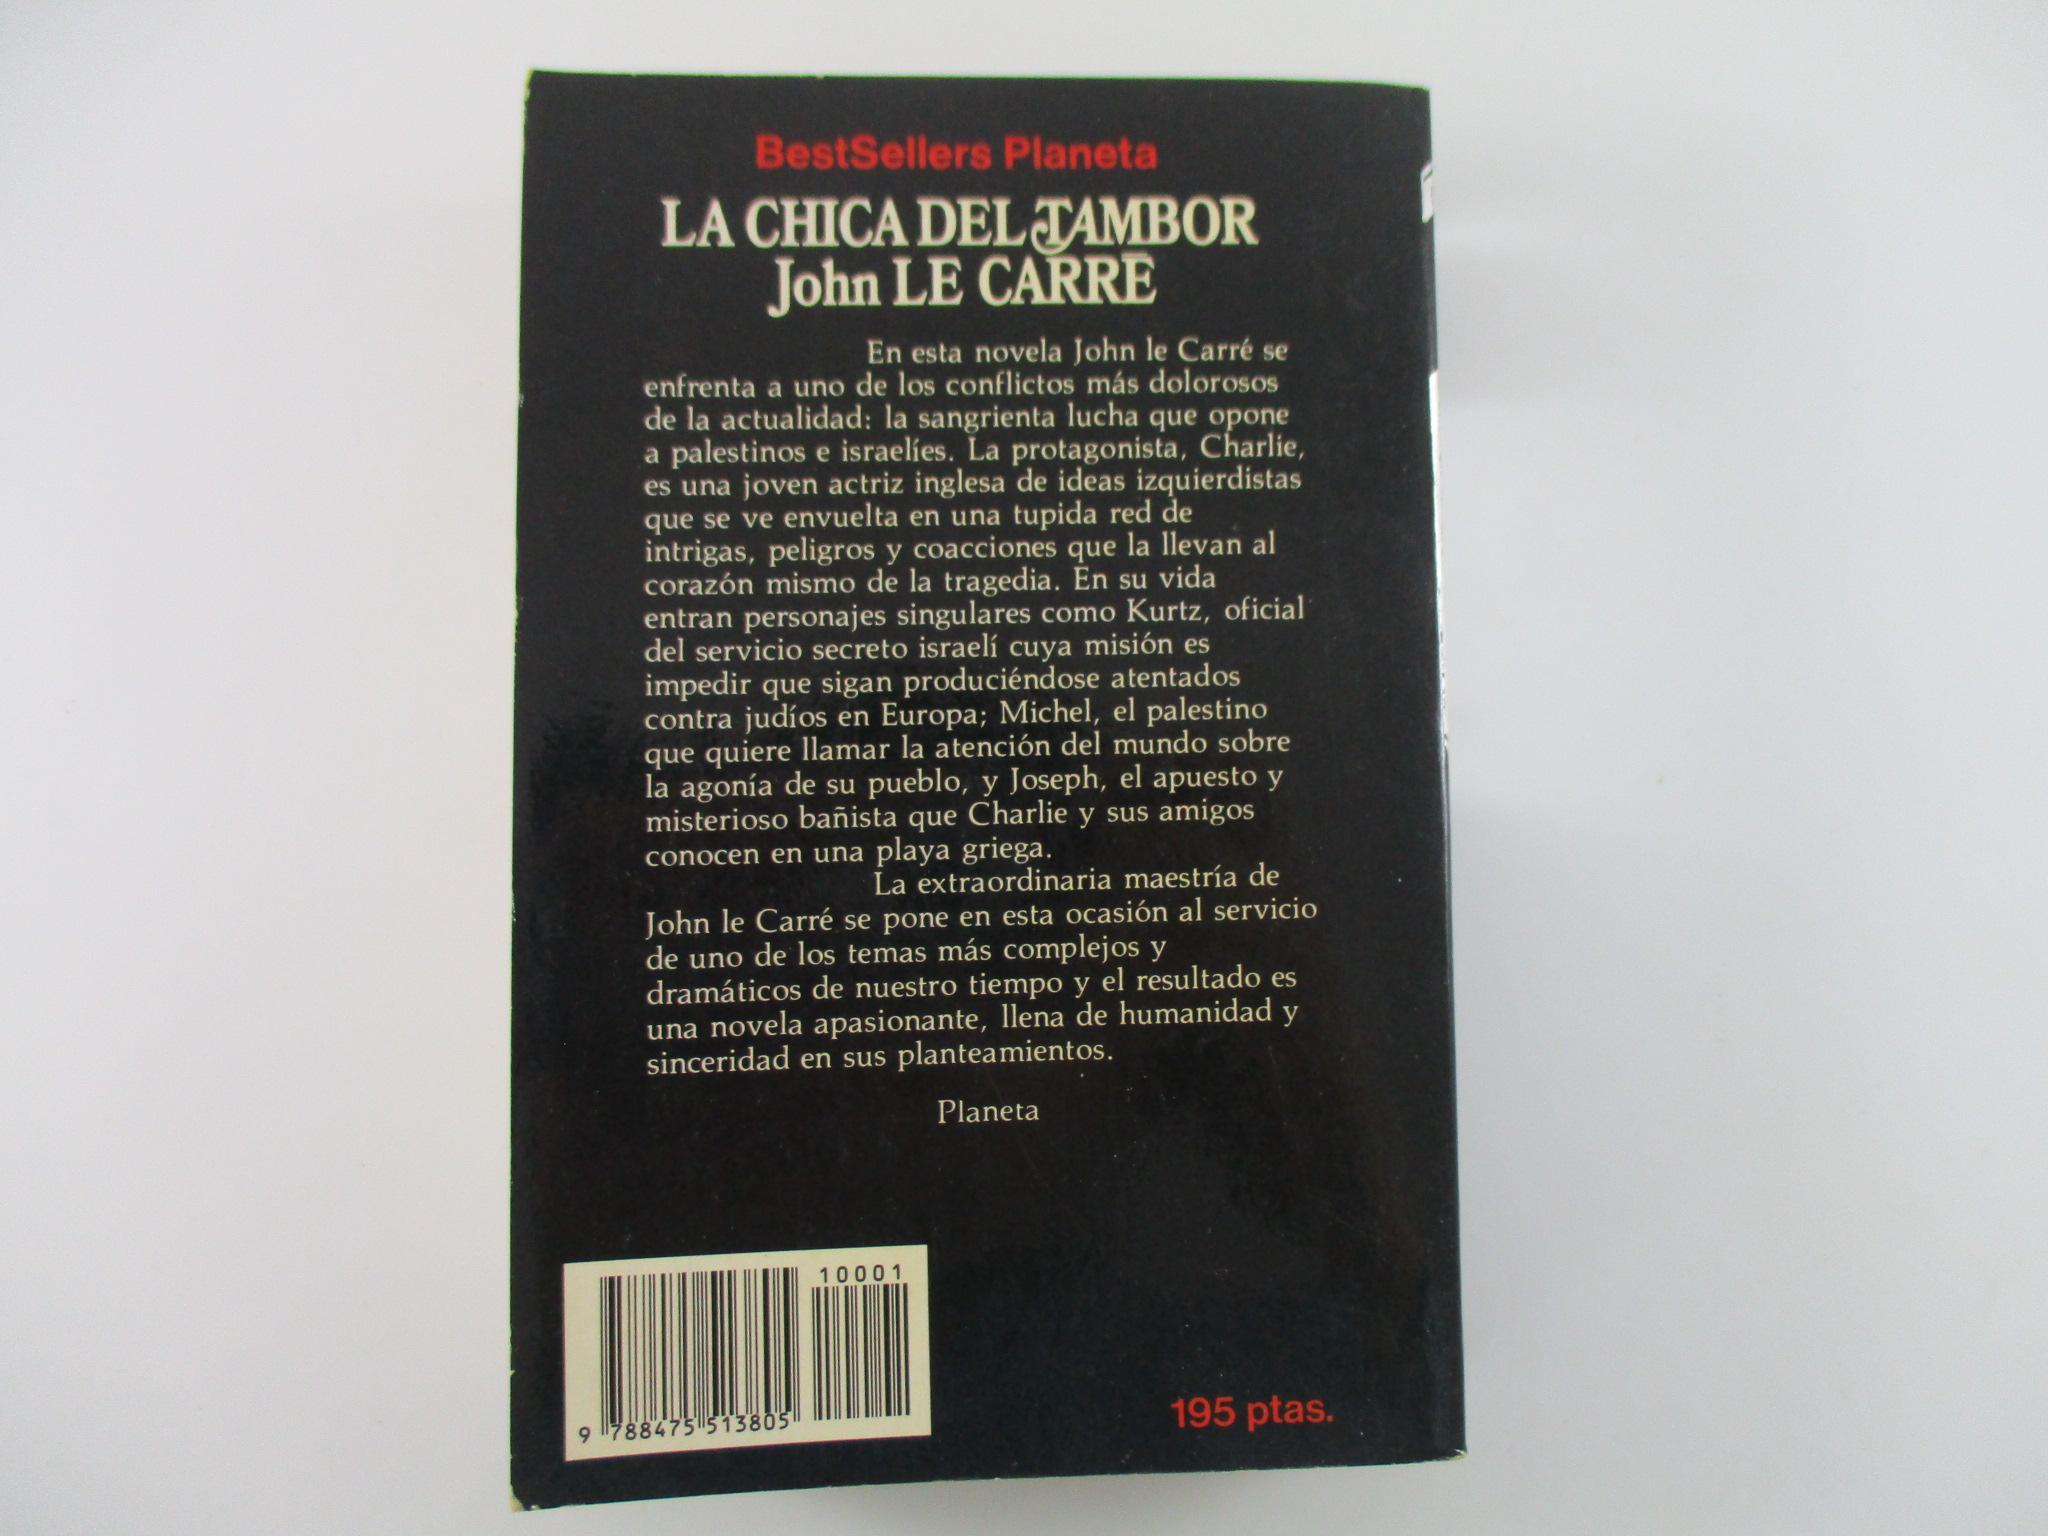 BestSellers Planeta
LA CHICA DEL TAMBOR
John LE CARRÉ
En esta novela John le Carré se
enfrenta a uno de los conflictos más dolorosos
de la actualidad: la sangrienta lucha que opone
a palestinos e israelíes. La protagonista, Charlie,
es una joven actriz inglesa de ideas izquierdistas
que se ve envuelta en una tupida red de
intrigas, peligros y coacciones que la llevan al
corazón mismo de la tragedia. En su vida
entran personajes singulares como Kurtz, oficial
del servicio secreto israelí cuya misión es
impedir que sigan produciéndose atentados
contra judíos en Europa; Michel, el palestino
que quiere llamar la atención del mundo sobre
la agonía de su pueblo, y Joseph, el apuesto y
misterioso bañista que Charlie y sus amigos
conocen en una playa griega.
La extraordinaria maestría de
John le Carré se pone en esta ocasión al servicio
de uno de los temas más complejos y
dramáticos de nuestro tiempo y el resultado es
una novela apasionante, llena de humanidad y
sinceridad en sus planteamientos.
Planeta
10001
9 788475 513805
195 ptas.